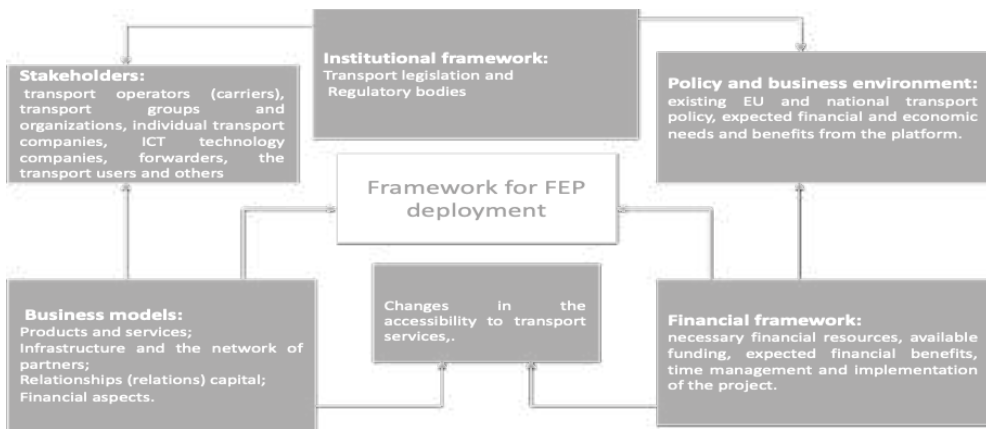 Institutional framework:
Transport legislation and
Regulatory bodies
Stakeholders:
transport operators (carriers),
transport groups and
organizations, individual transport
companies, ICT technology
companies, forwarders, the
transport users and others
Policy and business environment:
existing EU and national transport
policy, expected financial and economic
needs and benefits from the platform.
Framework for FEP
deployment
Business models:
Products and services;
Infrastructure and the network of
partners;
Relationships (relations) capital;
Financial aspects.
Changes in the
accessibility to transport
services,.
Financial framework:
necessary financial resources, available
funding, expected financial benefits,
time management and implementation
of the project.